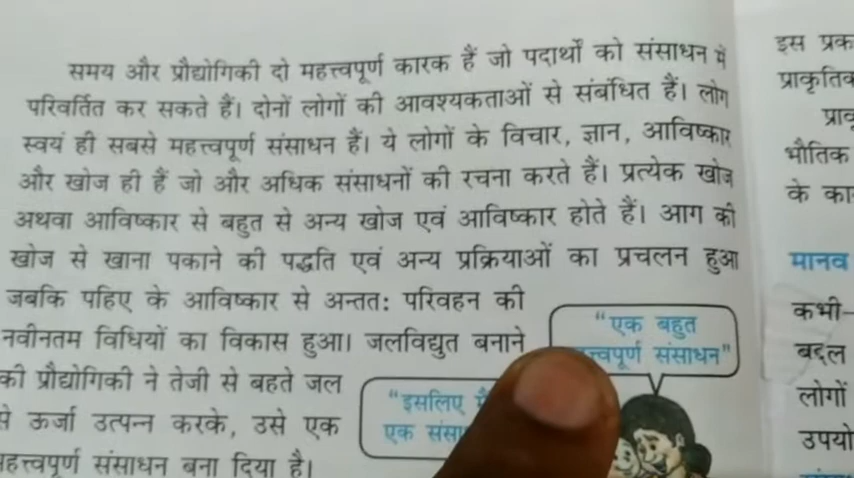 समय और प्रौद्योगिकी दो महत्त्वपूर्ण कारक हैं जो पदार्थों को संसाधन में
परिवर्तित कर सकते हैं। दोनों लोगों की आवश्यकताओं से संबंधित हैं। लोग
स्वयं ही सबसे महत्त्वपूर्ण संसाधन हैं। ये लोगों के विचार, ज्ञान, आविष्कार
और खोज ही हैं जो और अधिक संसाधनों की रचना करते हैं। प्रत्येक खोज
अथवा आविष्कार से बहुत से अन्य खोज एवं आविष्कार होते हैं। आग की
खोज से खाना पकाने की पद्धति एवं अन्य प्रक्रियाओं का प्रचलन हुआ
जबकि पहिए के आविष्कार से अन्ततः परिवहन की
नवीनतम विधियों का विकास हुआ। जलविद्युत बनाने
की प्रौद्योगिकी ने तेजी से बहते जल
से ऊर्जा उत्पन्न करके, उसे एक
महत्त्वपूर्ण संसाधन बना दिया है।
"एक बहुत
संसाधन"
"इसलिए
एक
इस
भौतिक
के
मानव
कभी-
बदल
लोगों